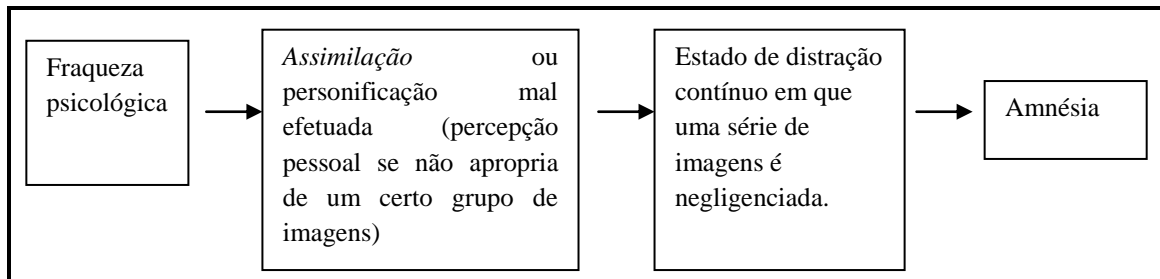 Fraqueza
psicológica
Assimilação ou
personificação mal
efetuada (percepção
pessoal se não apropria
de um certo grupo de
imagens)
Estado de distração
contínuo em que
uma série de
imagens é
negligenciada.
Amnésia